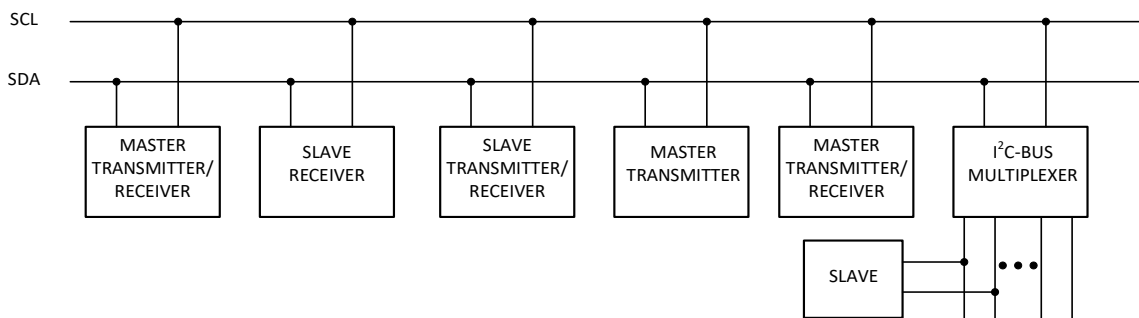 SCL
SDA
MASTER
TRANSMITTER/
RECEIVER
SLAVE
RECEIVER
SLAVE
TRANSMITTER/
RECEIVER
MASTER
TRANSMITTER
MASTER
TRANSMITTER/
RECEIVER
I²C-BUS
MULTIPLEXER
SLAVE